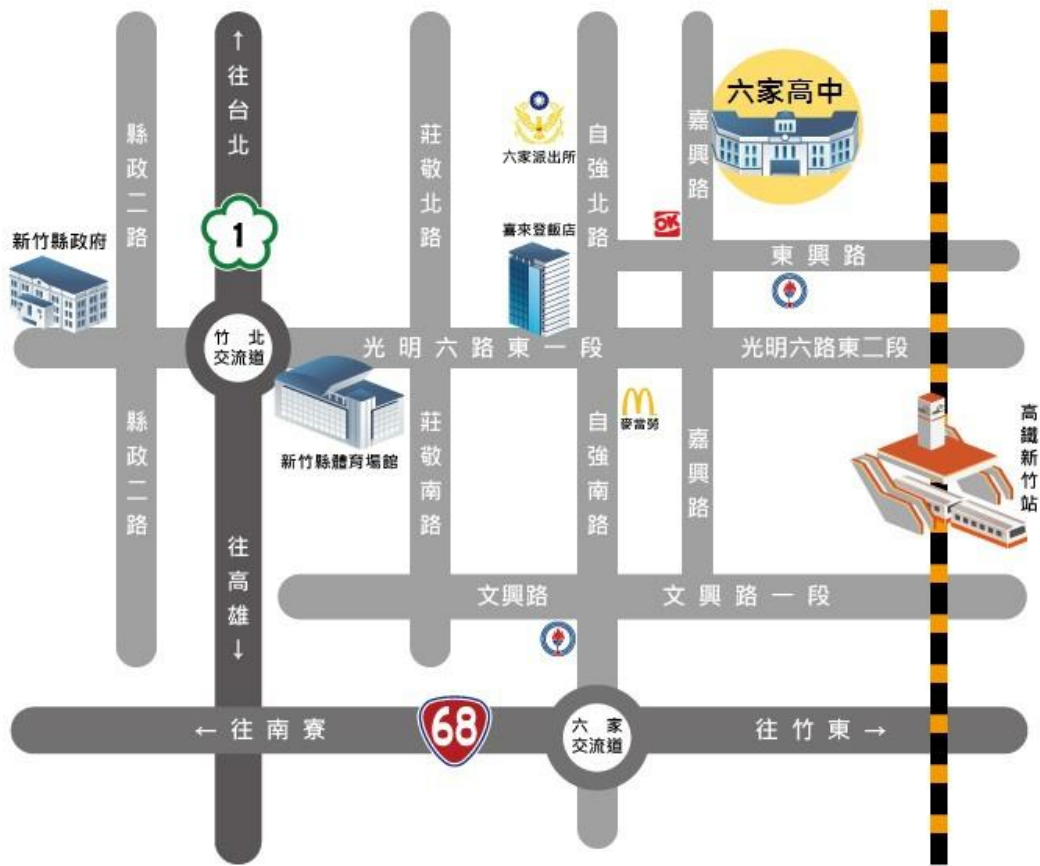 ↑往台北
縣政二路
莊敬北路
六家派出所
自強北路
嘉興路
六家高中
1
新竹縣政府
喜來登飯店
OK
東興路
竹北
交流道
光明六路東一段
光明六路東二段
新竹縣體育場館
縣政二路
莊敬南路
自強南路
麥當勞
嘉興路
高鐵新竹站
往高雄↓
文興路
文興路一段
←往南寮
68
六家
交流道
往竹東→